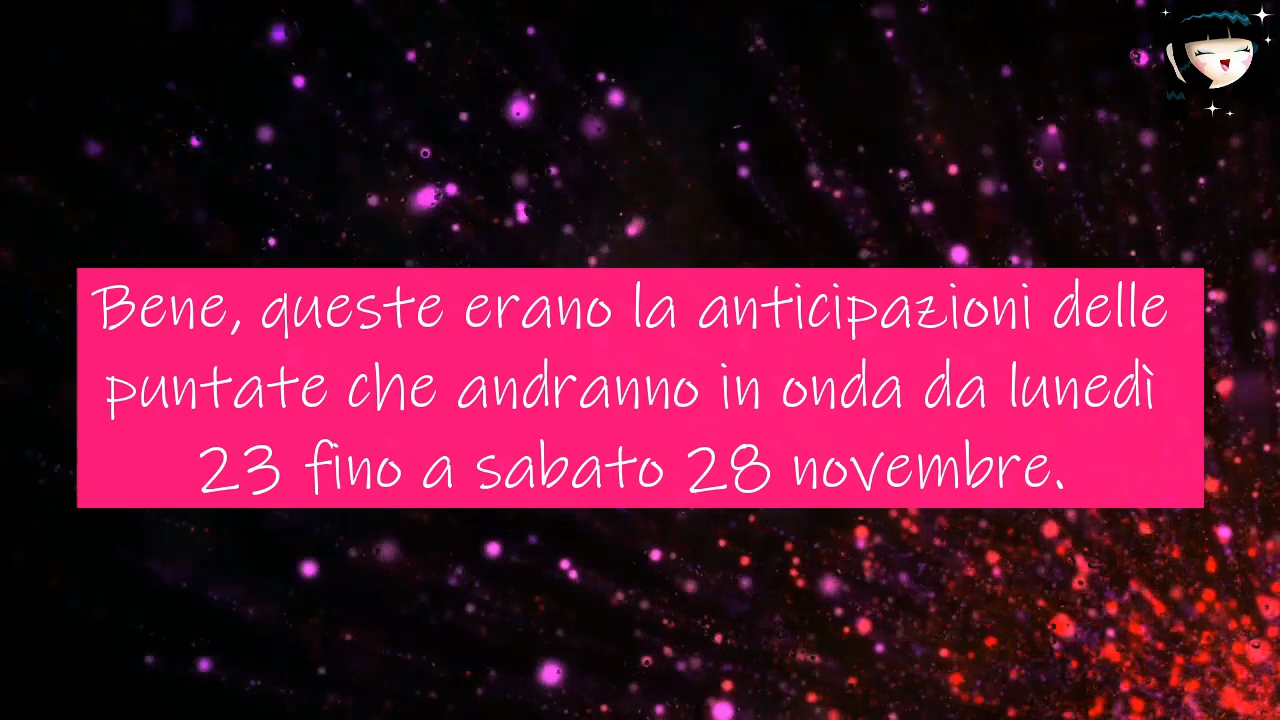 Bene, queste erano la anticipazioni delle
puntate che andranno in onda da lunedì
23 fino a sabato 28 novembre.